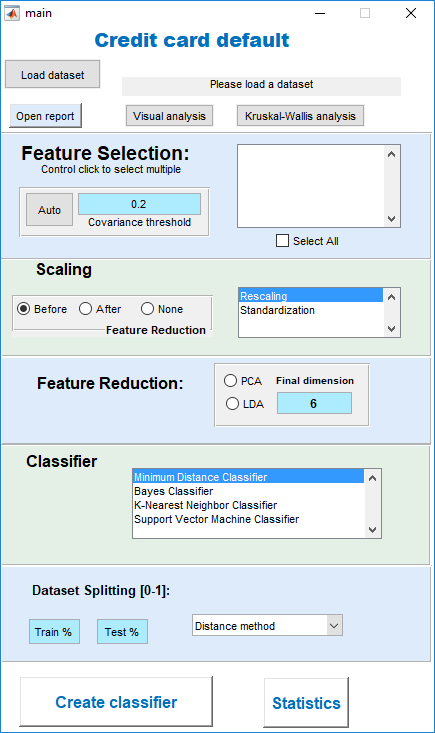 main
Credit card default
Load dataset
Please load a dataset
Open report
Visual analysis
Kruskal-Wallis analysis
Feature Selection:
Control click to select multiple
Auto
0.2
Covariance threshold
Select All
Scaling
Before
After
None
Feature Reduction
Rescaling
Standardization
Feature Reduction:
PCA
Final dimension
LDA
6
Classifier
Minimum Distance Classifier
Bayes Classifier
K-Nearest Neighbor Classifier
Support Vector Machine Classifier
Dataset Splitting [0-1]:
Train %
Test %
Distance method
Create classifier
Statistics